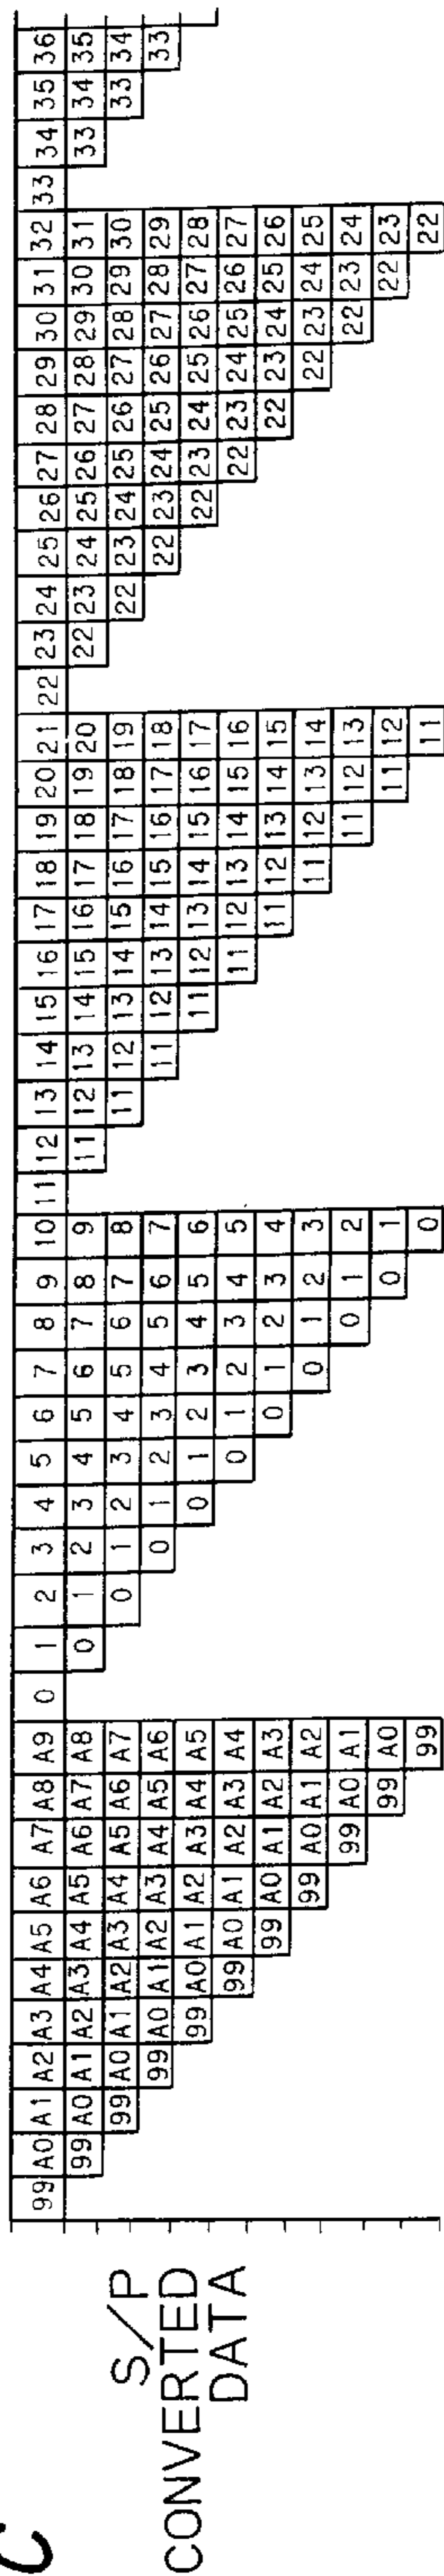 C
S/P
CONVERTED
DATA
99 A0 A1 A2 A3 A4 A5 A6 A7 A8 A9 0 1 2 3 4 5 6 7 8 9 10 11 12 13 14 15 16 17 18 19 20 21 22 23 24 25 26 27 28 29 30 31 32 33 34 35 36
99 A0 A1 A2 A3 A4 A5 A6 A7 A8 0 1 2 3 4 5 6 7 8 9 11 12 13 14 15 16 17 18 19 20 22 23 24 25 26 27 28 29 30 31 33 34 35
99 A0 A1 A2 A3 A4 A5 A6 A7 0 1 2 3 4 5 6 7 8 11 12 13 14 15 16 17 18 19 22 23 24 25 26 27 28 29 30 33 34
99 A0 A1 A2 A3 A4 A5 A6 0 1 2 3 4 5 6 7 11 12 13 14 15 16 17 18 22 23 24 25 26 27 28 29 33
99 A0 A1 A2 A3 A4 A5 0 1 2 3 4 5 6 11 12 13 14 15 16 17 22 23 24 25 26 27 28
99 A0 A1 A2 A3 A4 0 1 2 3 4 5 11 12 13 14 15 16 22 23 24 25 26 27
99 A0 A1 A2 A3 0 1 2 3 4 11 12 13 14 15 22 23 24 25 26
99 A0 A1 A2 0 1 2 3 11 12 13 14 22 23 24 25
99 A0 A1 0 1 2 11 12 13 22 23 24
99 A0 0 1 11 12 22 23
99 0 11 22